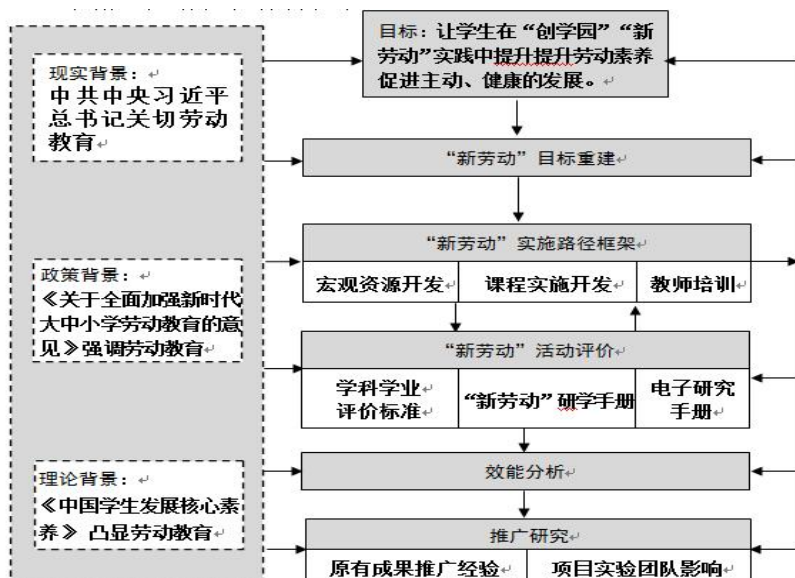 现实背景：
中共中央习近平
总书记关切劳动
教育
政策背景：
《关于全面加强新时代
大中小学劳动教育的意
见》强调劳动教育
理论背景：
《中国学生发展核心素
养》凸显劳动教育
目标：让学生在“创学园”“新
劳动”实践中提升提升劳动素养
促进主动、健康的发展。
“新劳动”目标重建
“新劳动”实施路径框架
宏观资源开发 课程实施开发 教师培训
“新劳动”活动评价
学科学业
评价标准
“新劳动”研学手册
电子研究
手册
效能分析
推广研究
原有成果推广经验 项目实验团队影响